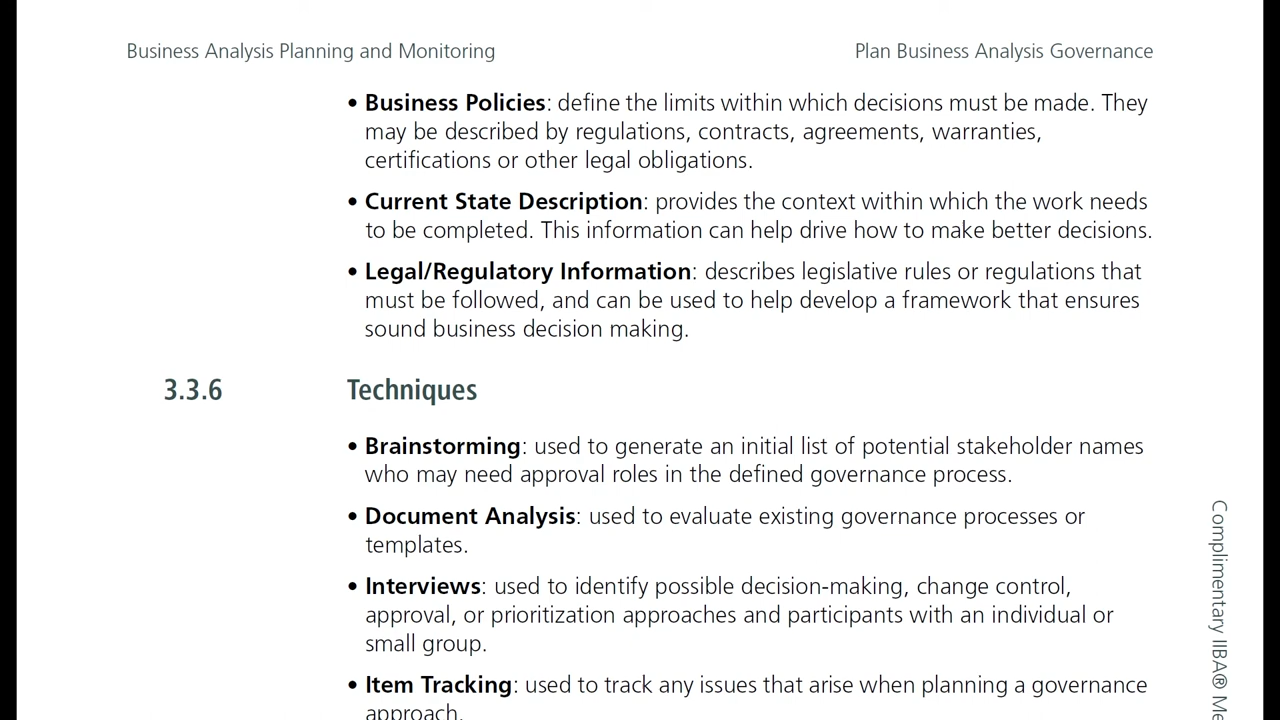 Business Analysis Planning and Monitoring Plan Business Analysis Governance
• Business Policies: define the limits within which decisions must be made. They
may be described by regulations, contracts, agreements, warranties,
certifications or other legal obligations.
• Current State Description: provides the context within which the work needs
to be completed. This information can help drive how to make better decisions.
• Legal/Regulatory Information: describes legislative rules or regulations that
must be followed, and can be used to help develop a framework that ensures
sound business decision making.
3.3.6 Techniques
• Brainstorming: used to generate an initial list of potential stakeholder names
who may need approval roles in the defined governance process.
• Document Analysis: used to evaluate existing governance processes or
templates.
• Interviews: used to identify possible decision-making, change control,
approval, or prioritization approaches and participants with an individual or
small group.
• Item Tracking: used to track any issues that arise when planning a governance
approach.
Complimentary IIBA® Me